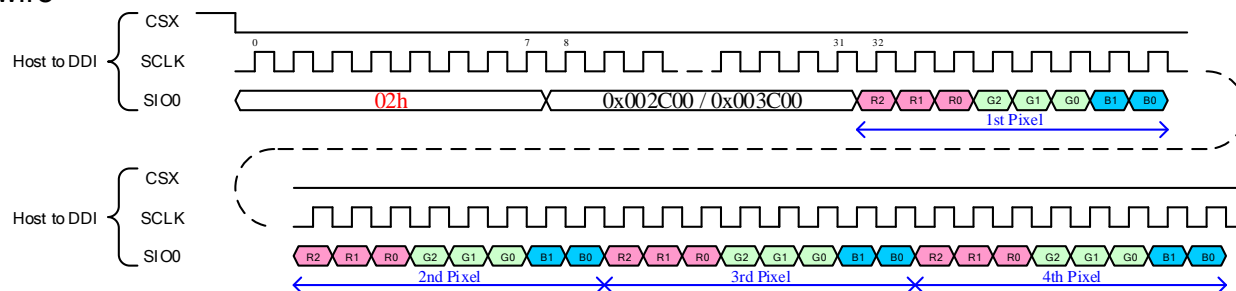 CSX
0 7 8 31 32
Host to DDI SCLK
SIO0 02h 0x002C00 / 0x003C00 R2 R1 R0 G2 G1 G0 B1 B0
1st Pixel
CSX
Host to DDI SCLK
SIO0 R2 R1 R0 G2 G1 G0 B1 B0 R2 R1 R0 G2 G1 G0 B1 B0 R2 R1 R0 G2 G1 G0 B1 B0
2nd Pixel 3rd Pixel 4th Pixel